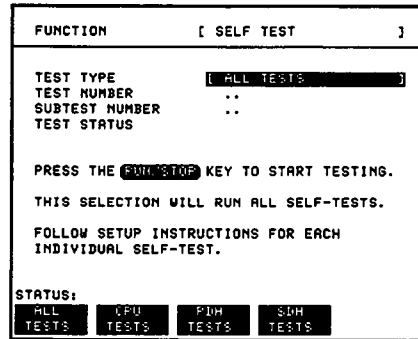 FUNCTION [ SELF TEST ]
TEST TYPE [ ALL TESTS ]
TEST NUMBER ..
SUBTEST NUMBER ..
TEST STATUS
PRESS THE RUN/STOP KEY TO START TESTING.
THIS SELECTION WILL RUN ALL SELF-TESTS.
FOLLOW SETUP INSTRUCTIONS FOR EACH
INDIVIDUAL SELF-TEST.
STATUS:
ALL TESTS CPU TESTS PDH TESTS SDH TESTS